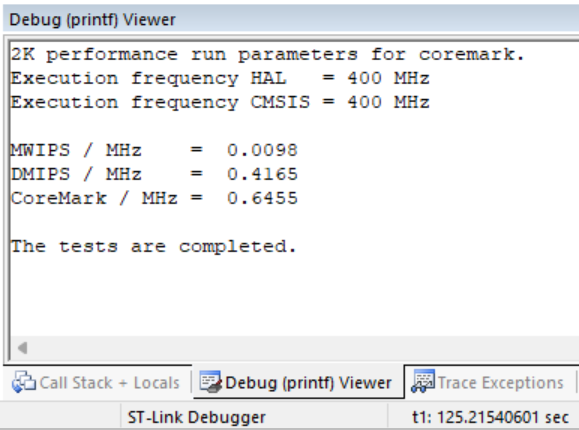 Debug (printf) Viewer
2K performance run parameters for coremark.
Execution frequency HAL   = 400 MHz
Execution frequency CMSIS = 400 MHz
MWIPS / MHz    =  0.0098
DMIPS / MHz    =  0.4165
CoreMark / MHz =  0.6455
The tests are completed.
Call Stack + Locals Debug (printf) Viewer Trace Exceptions
ST-Link Debugger t1: 125.21540601 sec